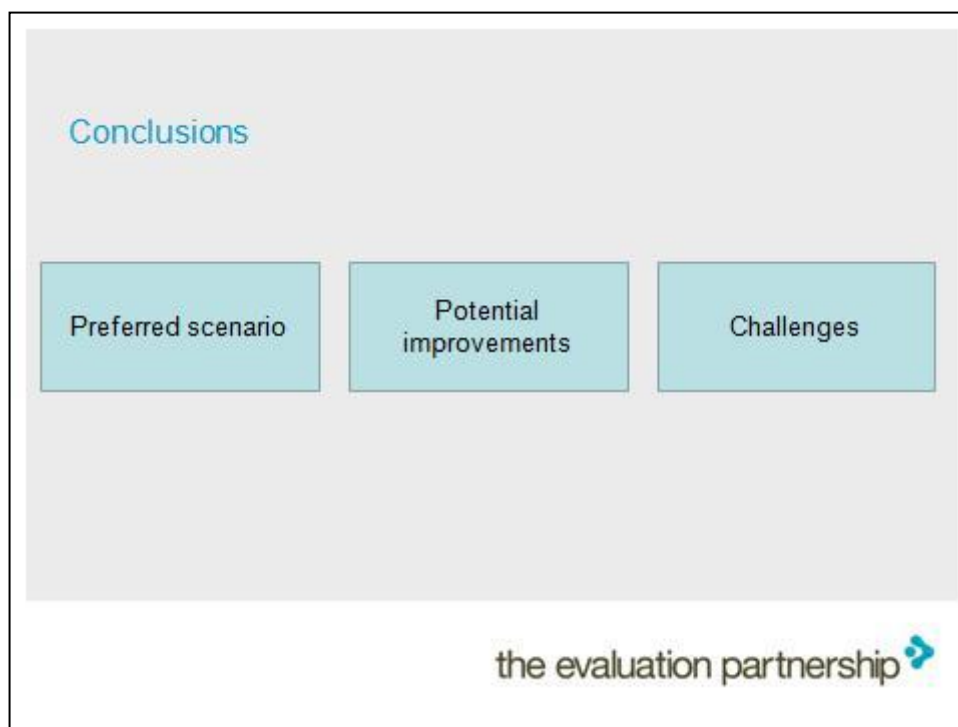 Conclusions
Preferred scenario
Potential
improvements
Challenges
the evaluation partnership